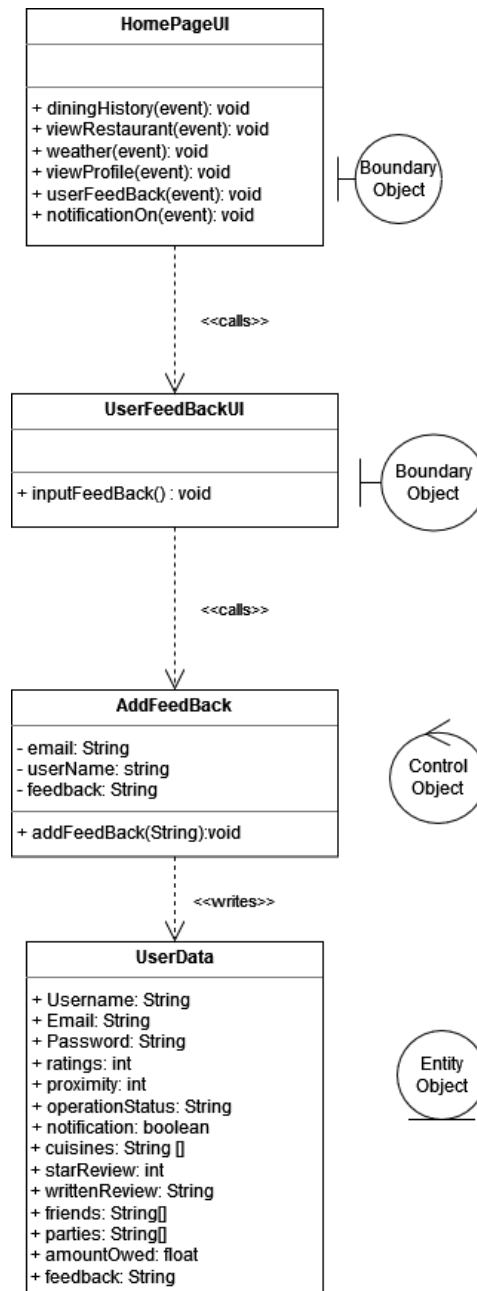 HomePageUI
+ diningHistory(event): void
+ viewRestaurant(event): void
+ weather(event): void
+ viewProfile(event): void
+ userFeedBack(event): void
+ notificationOn(event): void
Boundary
Object
<<calls>>
UserFeedBackUI
+ inputFeedBack() : void
Boundary
Object
<<calls>>
AddFeedBack
- email: String
- userName: string
- feedback: String
+ addFeedBack(String):void
Control
Object
<<writes>>
UserData
+ Username: String
+ Email: String
+ Password: String
+ ratings: int
+ proximity: int
+ operationStatus: String
+ notification: boolean
+ cuisines: String []
+ starReview: int
+ writtenReview: String
+ friends: String[]
+ parties: String[]
+ amountOwed: float
+ feedback: String
Entity
Object